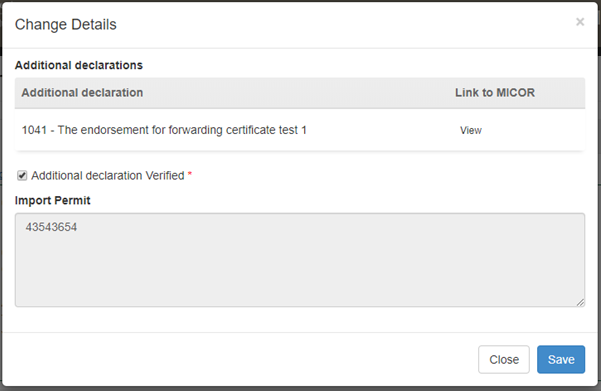 Change Details
×
Additional declarations
Additional declaration Link to MICOR
1041 - The endorsement for forwarding certificate test 1 View
Additional declaration Verified *
Import Permit
43543654
Close Save